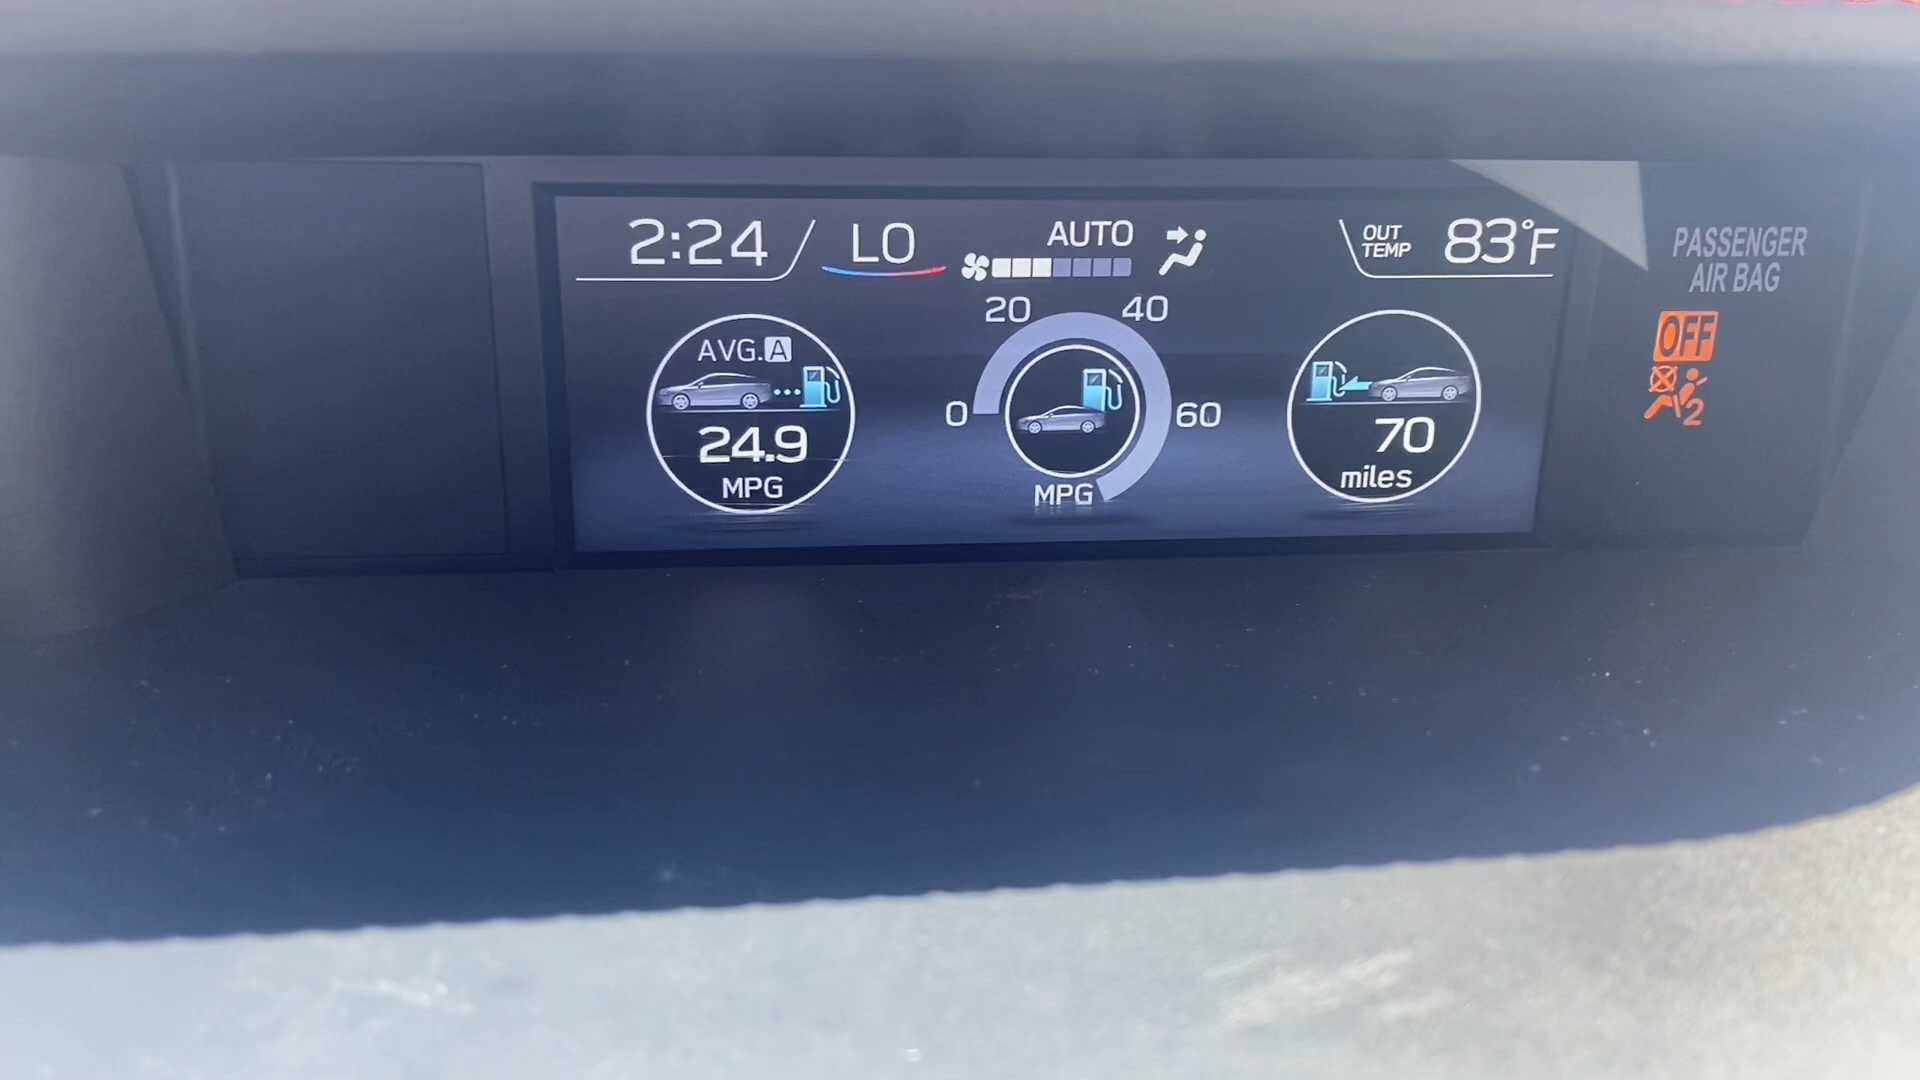 2:24
LO
AUTO
OUT
TEMP
83°F
PASSENGER
AIR BAG
OFF
2
AVG. A
24.9
MPG
0
20
40
60
MPG
70
miles